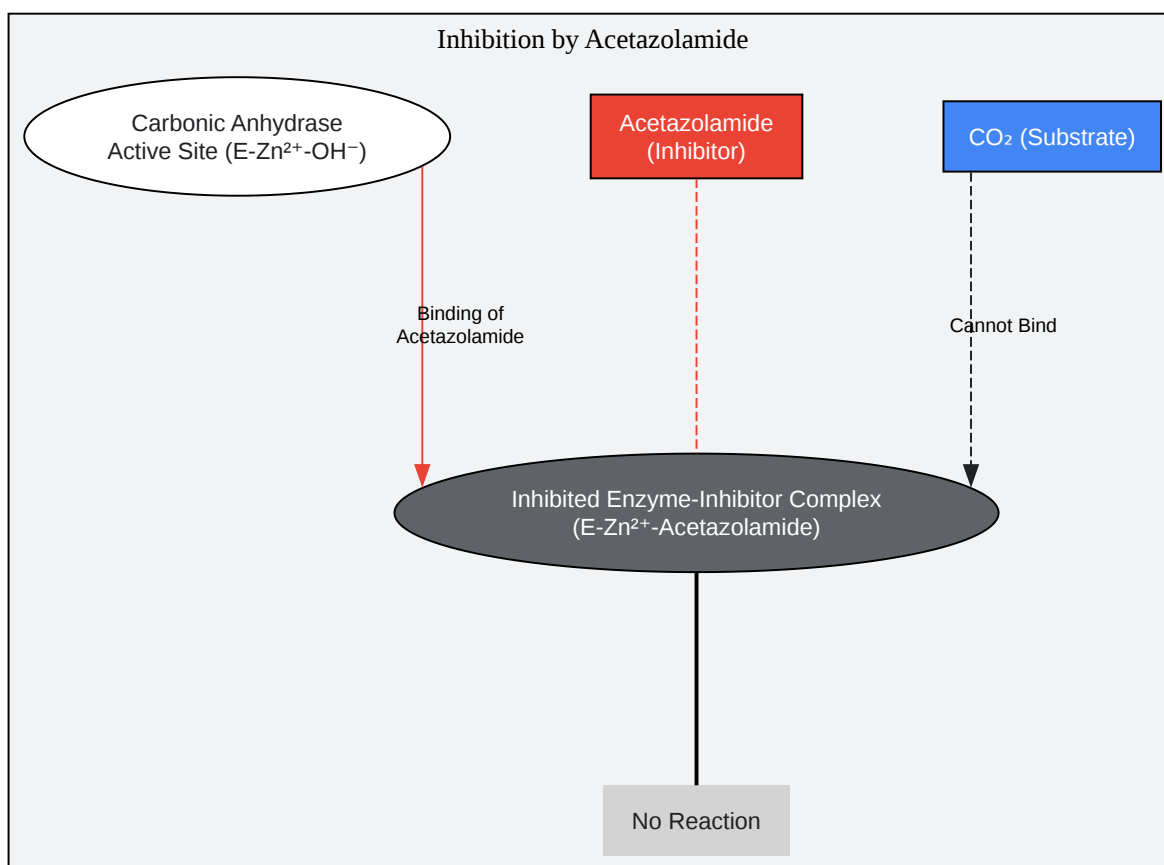 Inhibition by Acetazolamide
Carbonic Anhydrase
Active Site (E-Zn²⁺-OH⁻)
Acetazolamide
(Inhibitor)
CO₂ (Substrate)
Binding of
Acetazolamide
Cannot Bind
Inhibited Enzyme-Inhibitor Complex
(E-Zn²⁺-Acetazolamide)
No Reaction